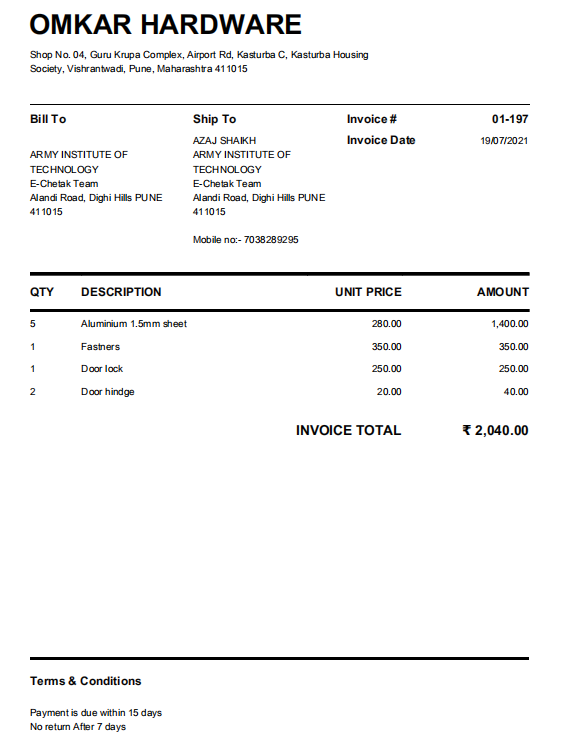 OMKAR HARDWARE
Shop No. 04, Guru Krupa Complex, Airport Rd, Kasturba C, Kasturba Housing
Society, Vishrantwadi, Pune, Maharashtra 411015
Bill To
ARMY INSTITUTE OF
TECHNOLOGY
E-Chetak Team
Alandi Road, Dighi Hills PUNE
411015
Ship To
AZAJ SHAIKH
ARMY INSTITUTE OF
TECHNOLOGY
E-Chetak Team
Alandi Road, Dighi Hills PUNE
411015
Mobile no:- 7038289295
Invoice # 01-197
Invoice Date 19/07/2021
QTY DESCRIPTION UNIT PRICE AMOUNT
5 Aluminium 1.5mm sheet 280.00 1,400.00
1 Fastners 350.00 350.00
1 Door lock 250.00 250.00
2 Door hindge 20.00 40.00
INVOICE TOTAL ₹ 2,040.00
Terms & Conditions
Payment is due within 15 days
No return After 7 days